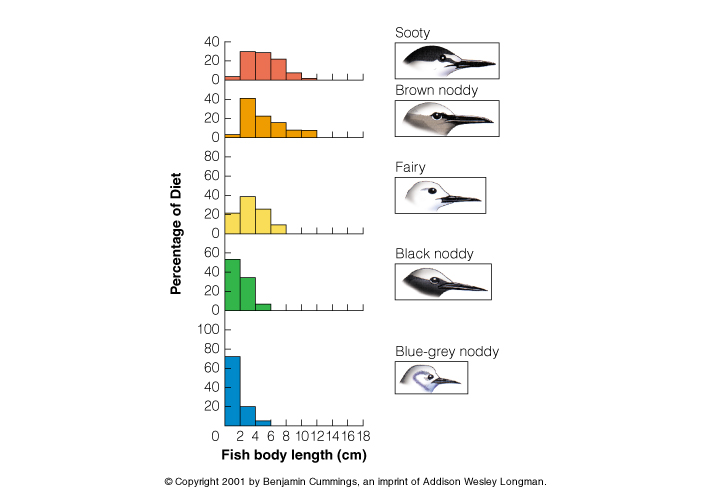 Sooty
40
20
0
Brown noddy
40
20
0
80
60
40
20
0
Fairy
Percentage of Diet
60
40
20
0
Black noddy
100
80
60
40
20
Blue-grey noddy
0 2 4 6 8 10 12 14 16 18
Fish body length (cm)
© Copyright 2001 by Benjamin Cummings, an imprint of Addison Wesley Longman.